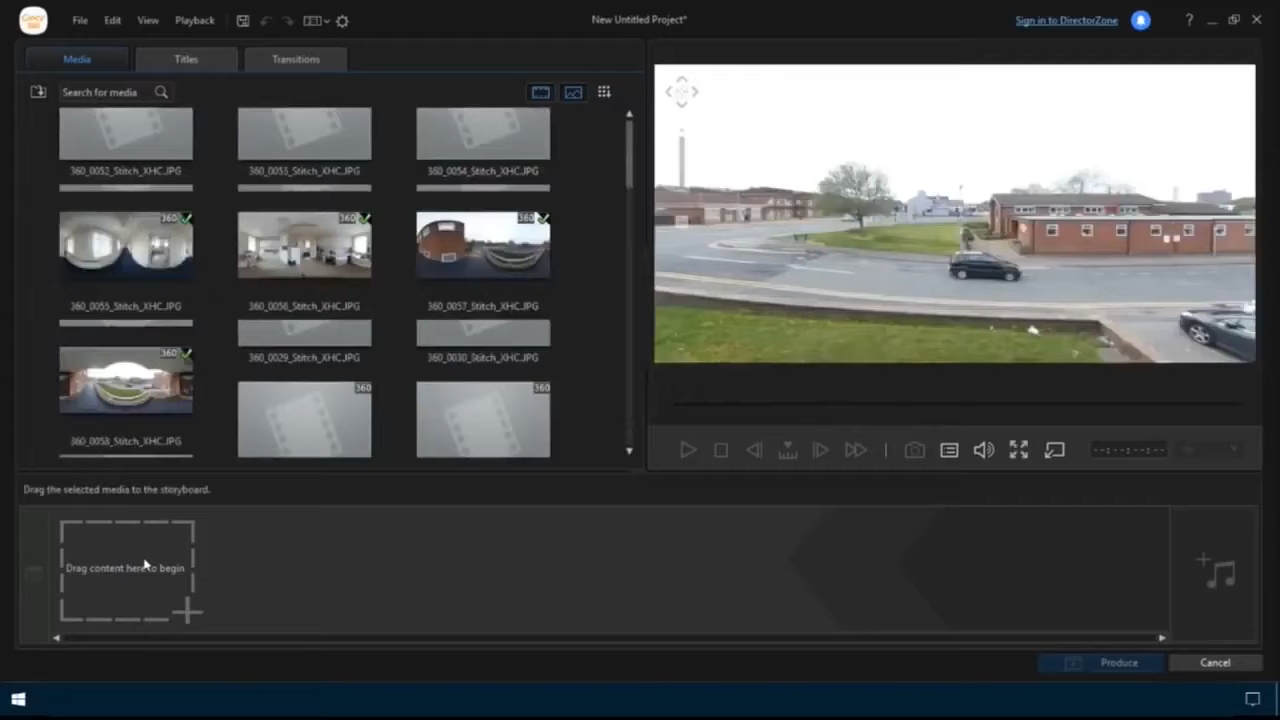 File Edit View Playback
New Untitled Project*
Sign in to DirectorZone
?
Media Titles Transitions
Search for media
360_0052_Stitch_XHC.JPG 360_0053_Stitch_XHC.JPG 360_0054_Stitch_XHC.JPG
360 360 360
360_0055_Stitch_XHC.JPG 360_0056_Stitch_XHC.JPG 360_0057_Stitch_XHC.JPG
360 360_0029_Stitch_XHC.JPG 360_0030_Stitch_XHC.JPG
360 360
360_0058_Stitch_XHC.JPG
--:--:--:--
Drag the selected media to the storyboard.
Drag content here to begin
Produce Cancel